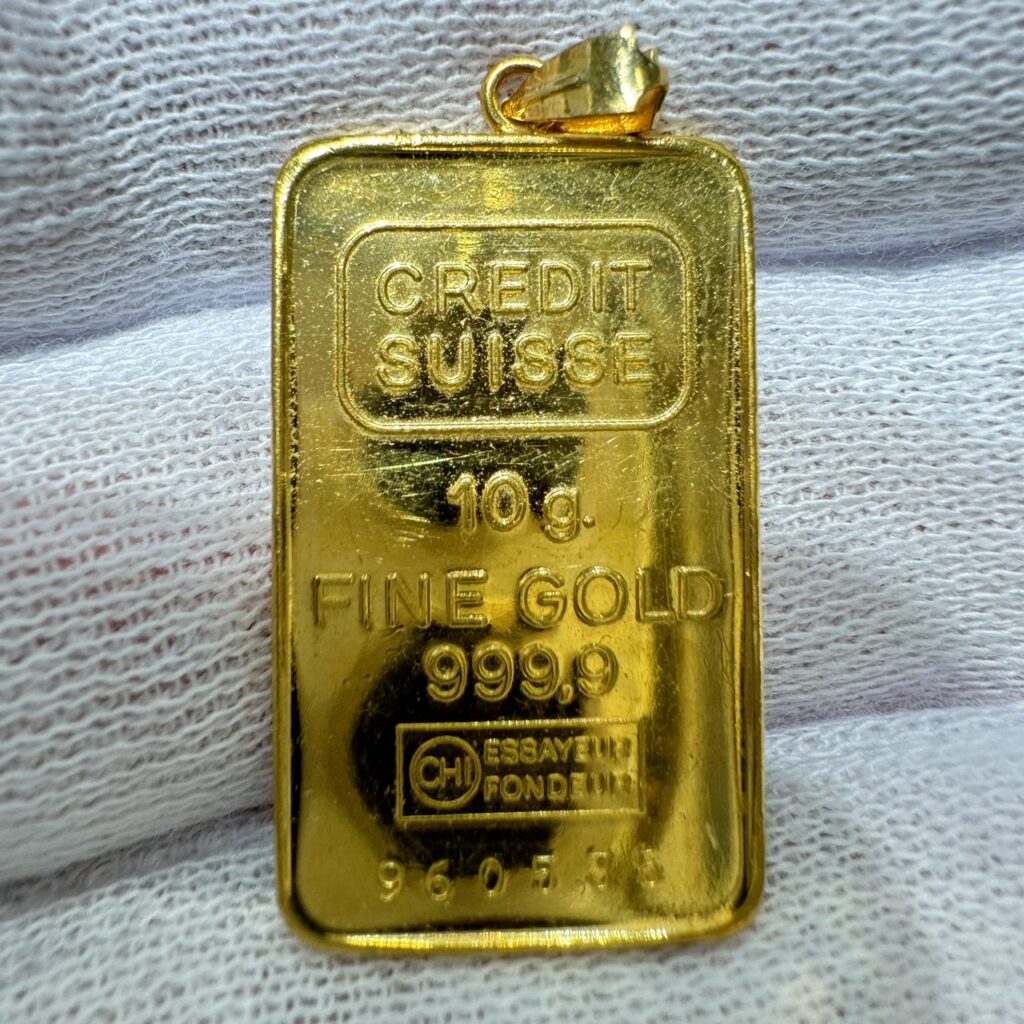 CREDIT
SUISSE
10 g.
FINE GOLD
999,9
CHI
ESSAYEUR
FONDEUR